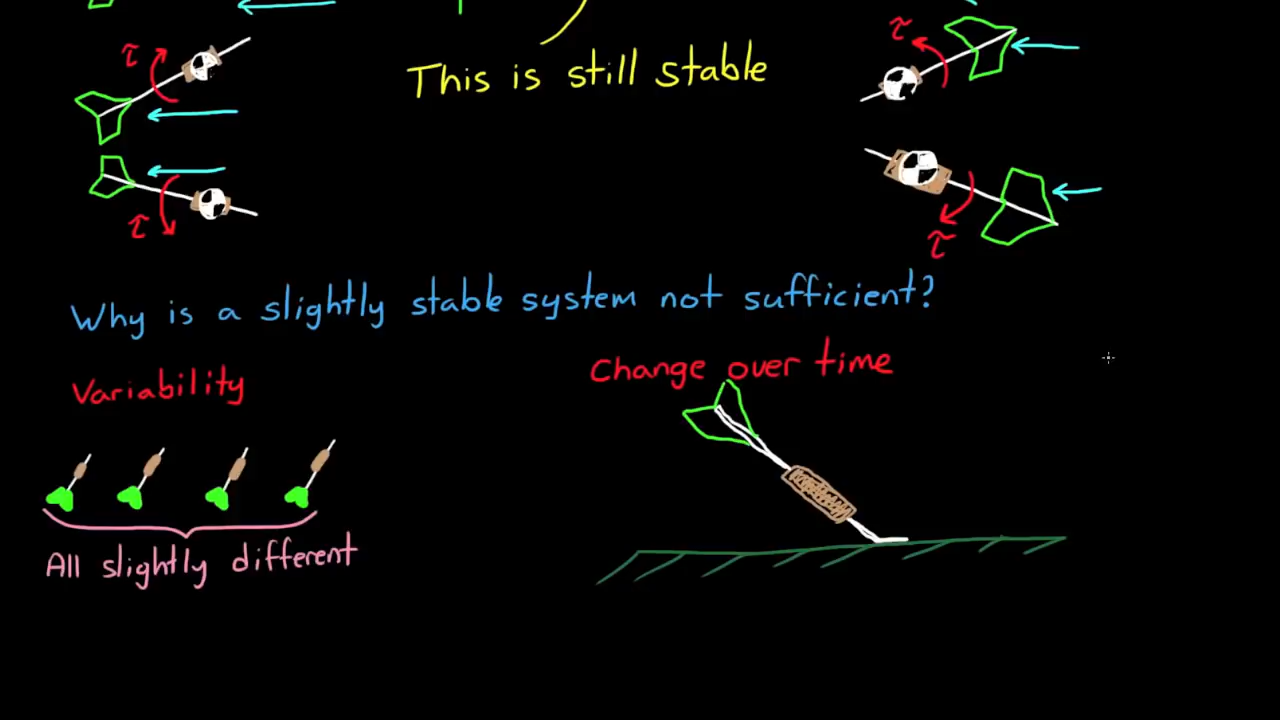 τ
τ
This is still stable
τ
τ
Why is a slightly stable system not sufficient?
Variability
Change over time
All slightly different